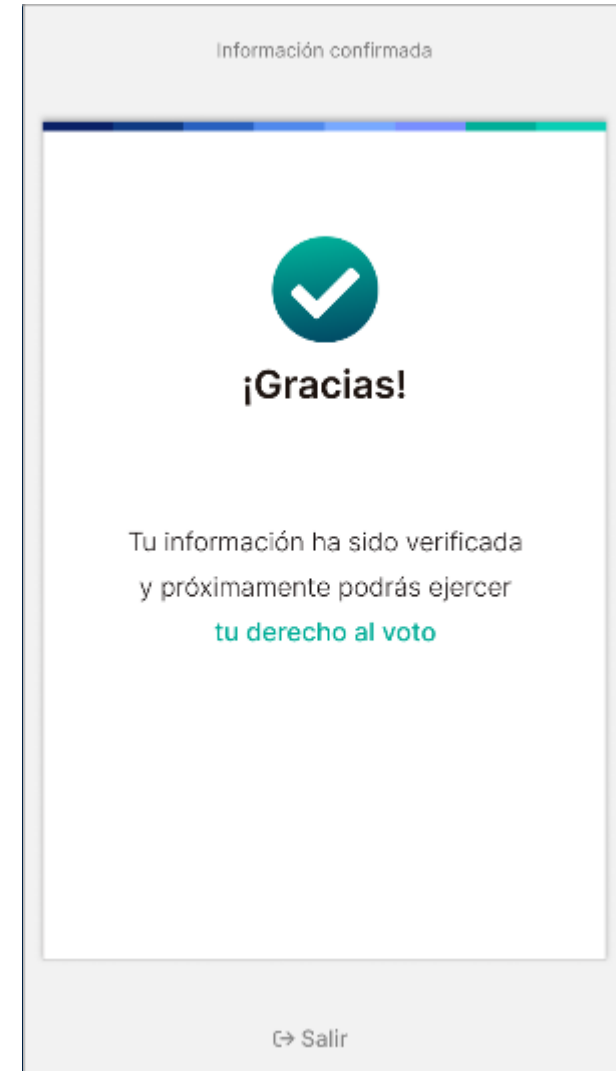 Información confirmada
¡Gracias!
Tu información ha sido verificada
y próximamente podrás ejercer
tu derecho al voto
Salir